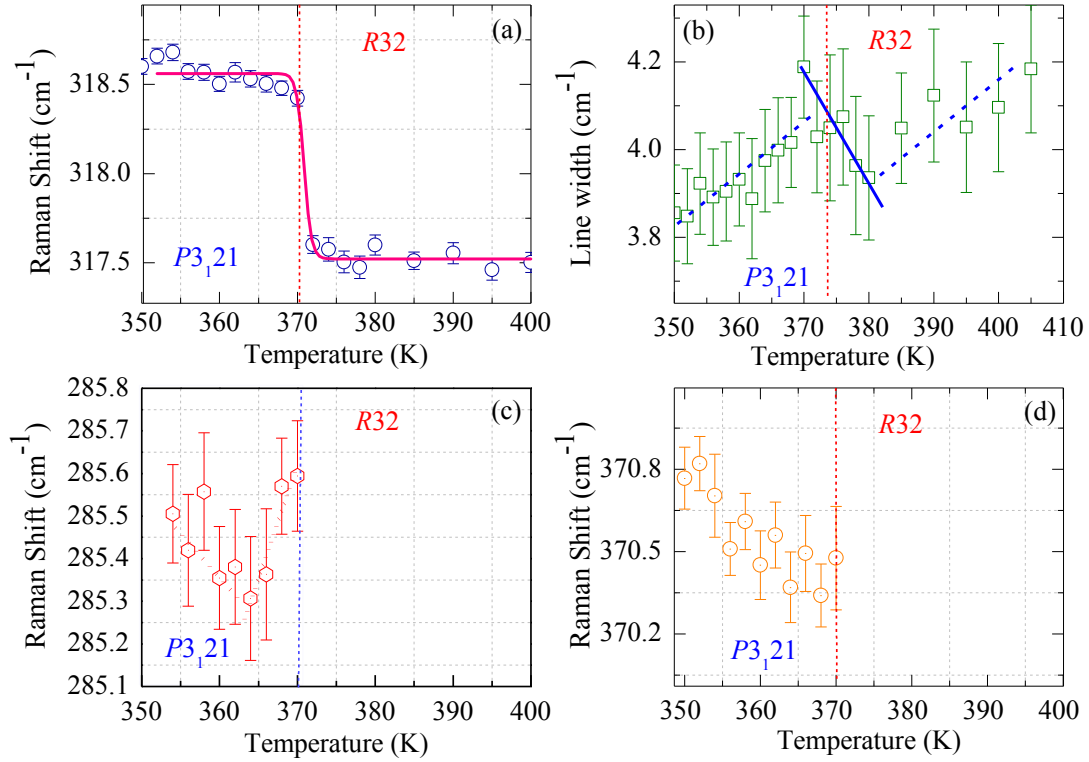 (a)
R32
P3₁21
318.5
318.0
317.5
Raman Shift (cm⁻¹)
350 360 370 380 390 400
Temperature (K)
(b)
R32
P3₁21
4.2
4.0
3.8
Line width (cm⁻¹)
350 360 370 380 390 400 410
Temperature (K)
(c)
R32
P3₁21
285.8
285.7
285.6
285.5
285.4
285.3
285.2
285.1
Raman Shift (cm⁻¹)
350 360 370 380 390 400
Temperature (K)
(d)
R32
P3₁21
370.8
370.5
370.2
Raman Shift (cm⁻¹)
350 360 370 380 390 400
Temperature (K)